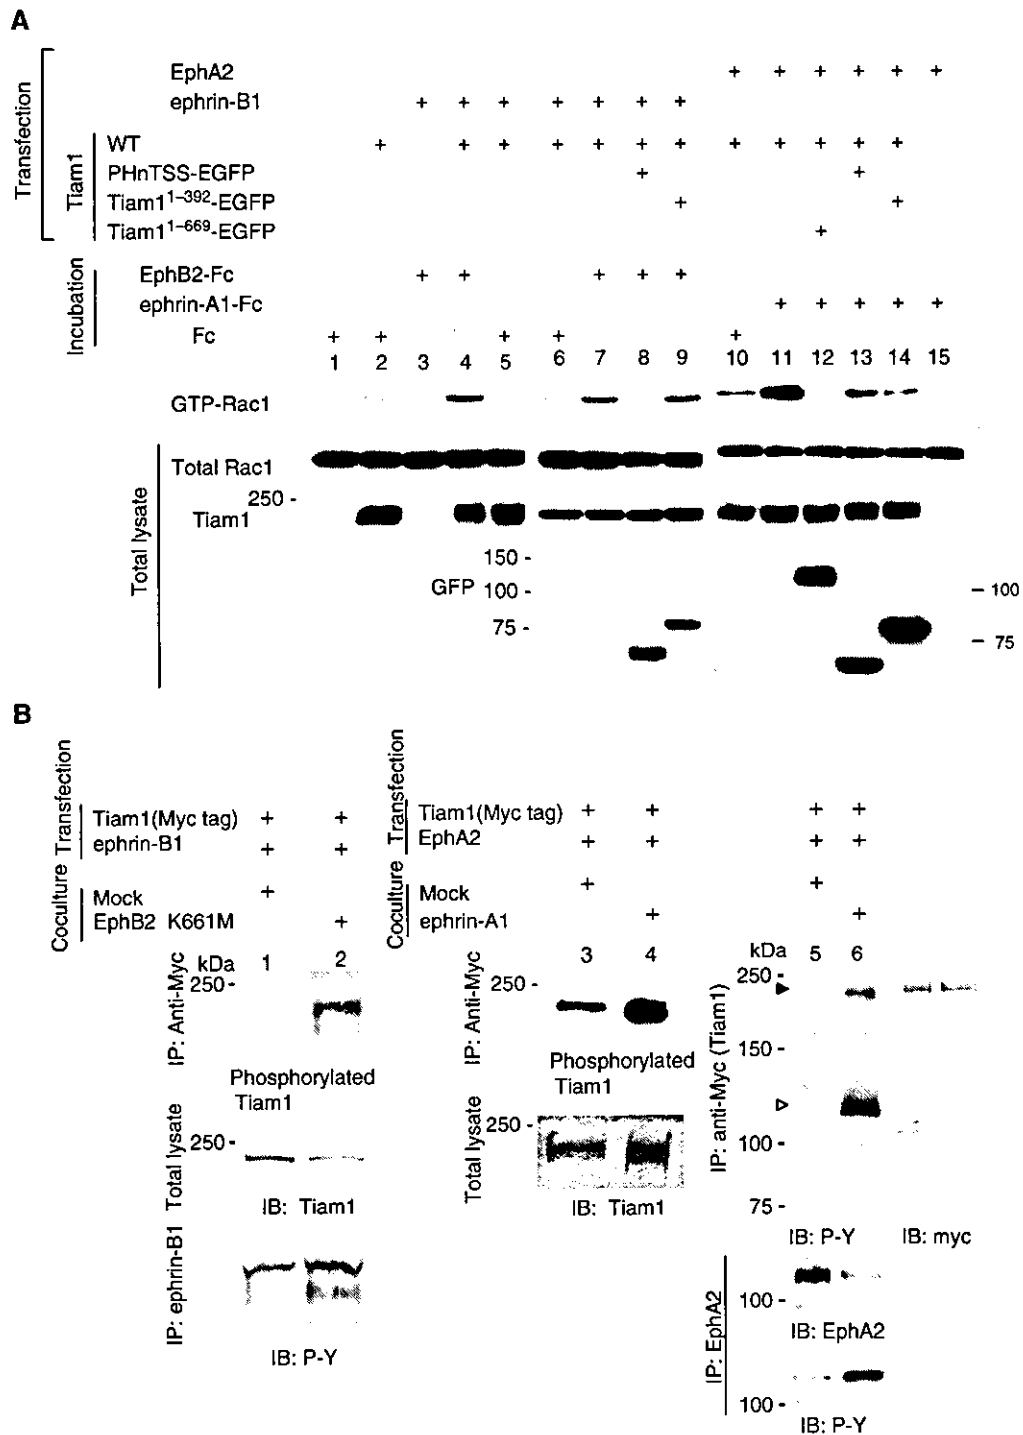 A
Transfection
EphA2 + + + + + +
ephrin-B1 + + + + + + +
Tiam1
WT + + + + + + + + + + + + +
PHnTSS-EGFP + +
Tiam1 1–392-EGFP + +
Tiam1 1–669-EGFP +
Incubation
EphB2-Fc + + + + +
ephrin-A1-Fc + + + + +
Fc + + + + +
1 2 3 4 5 6 7 8 9 10 11 12 13 14 15
GTP-Rac1
Total lysate
Total Rac1
250 -
Tiam1
150 -
GFP 100 -
75 -
– 100
– 75
B
Transfection
Tiam1(Myc tag) + +
ephrin-B1 + +
Coculture
Mock +
EphB2 K661M +
kDa 1 2
250-
IP: Anti-Myc
Phosphorylated
Tiam1
Total lysate
250-
IB: Tiam1
IP: ephrin-B1
IB: P-Y
Transfection
Tiam1(Myc tag) + + + +
EphA2 + + + +
Coculture
Mock + +
ephrin-A1 + +
3 4
250 -
IP: Anti-Myc
Phosphorylated
Tiam1
Total lysate
250 -
IB: Tiam1
kDa 5 6
250 -
150 -
100 -
75 -
IP: anti-Myc (Tiam1)
IB: P-Y IB: myc
IP: EphA2
100 -
IB: EphA2
100 -
IB: P-Y